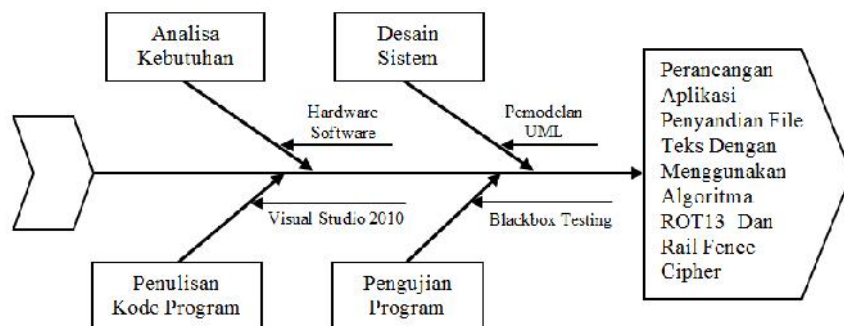 Analisa
Kebutuhan
Desain
Sistem
Hardware
Software
Pemodelan
UML
Perancangan
Aplikasi
Penyandian File
Teks Dengan
Menggunakan
Algoritma
ROT13 Dan
Rail Fence
Cipher
Visual Studio 2010
Blackbox Testing
Penulisan
Kode Program
Pengujian
Program